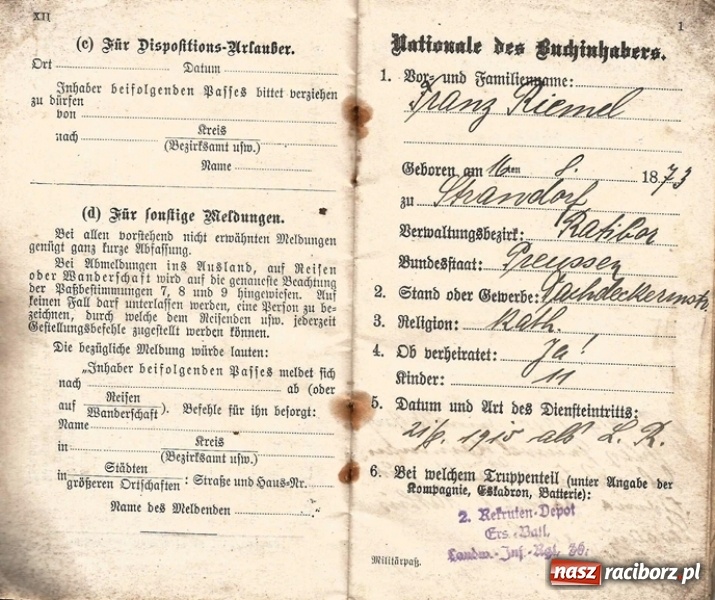 XII
(c) Für Dispositions-Urlauber.
Ort Datum
Inhaber beifolgenden Passes bittet verziehen
zu dürfen
von
nach Kreis
(Bezirksamt usw.)
Name
(d) Für sonstige Meldungen.
Bei allen vorstehend nicht erwähnten Meldungen
genügt ganz kurze Abfassung.
Bei Abmeldungen ins Ausland, auf Reisen
oder Wanderschaft wird auf die genaueste Beachtung
der Paßbestimmungen 7, 8 und 9 hingewiesen. Auf
keinen Fall darf unterlassen werden, eine Person zu be-
zeichnen, durch welche dem Reisenden usw. jederzeit
Gestellungsbefehle zugestellt werden können.
Die bezügliche Meldung würde lauten:
„Inhaber beifolgenden Passes meldet sich
nach ab (oder
auf Reisen
Wanderschaft). Befehle für ihn besorgt:
Name
in Kreis
(Bezirksamt usw.)
in Städten
größeren Ortschaften: Straße und Haus-Nr.
Name des Meldenden
1
Nationale des Buchinhabers.
1. Vor- und Familienname:
Franz Riemel
Geboren am 16ten 1873
zu Strandorf
Verwaltungsbezirk: Ratibor
Bundesstaat: Preussen
2. Stand oder Gewerbe: Dachdeckermstr.
3. Religion: kath.
4. Ob verheiratet: Ja!
Kinder: 11
5. Datum und Art des Diensteintritts:
als
6. Bei welchem Truppenteil (unter Angabe der
Kompagnie, Eskadron, Batterie):
2. Rekruten-Depot
Ers.-Batl.
Landw.-Inf.-Rgt.
Militärpaß.
nasz raciborz.pl